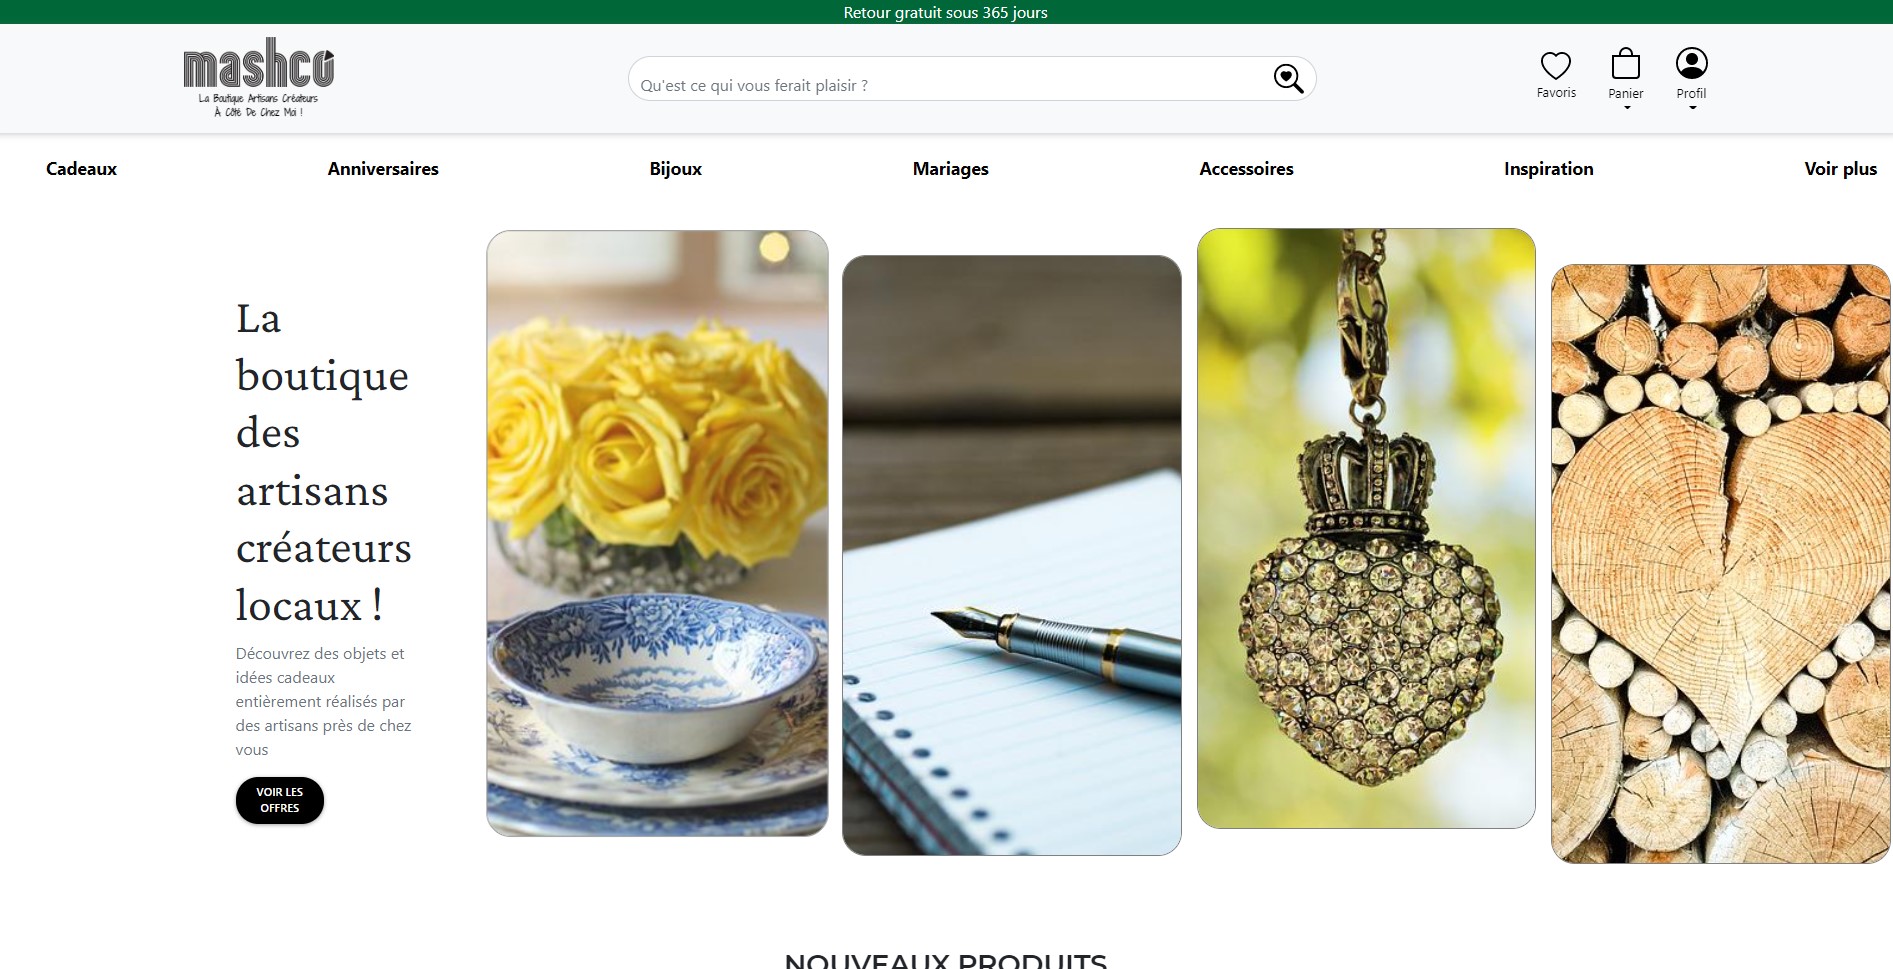 Retour gratuit sous 365 jours
mashco
La Boutique Artisans Créateurs
À Côté De Chez Moi !
Qu'est ce qui vous ferait plaisir ?
Favoris
Panier
Profil
Cadeaux
Anniversaires
Bijoux
Mariages
Accessoires
Inspiration
Voir plus
La
boutique
des
artisans
créateurs
locaux !
Découvrez des objets et
idées cadeaux
entièrement réalisés par
des artisans près de chez
vous
VOIR LES
OFFRES
NOUVEAUX PRODUITS